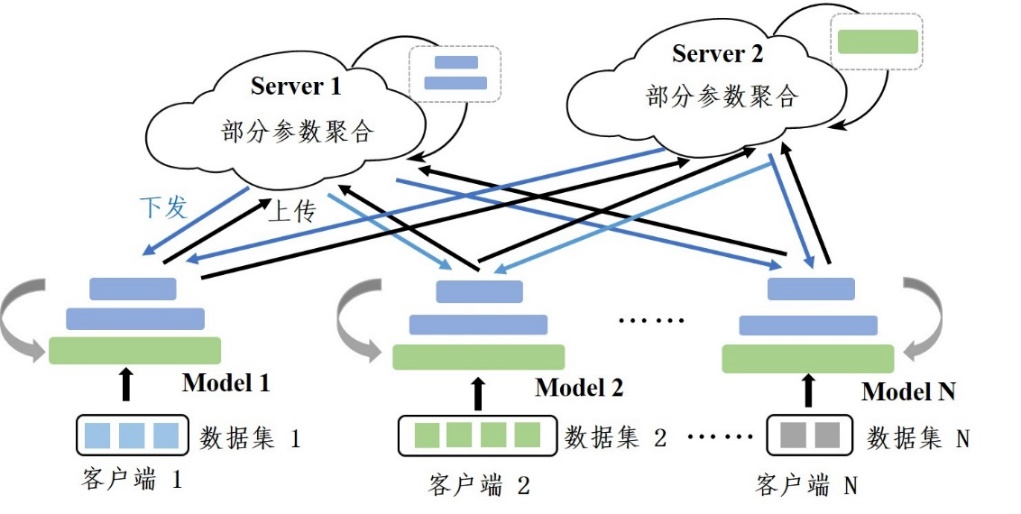 Server 1
部分参数聚合
Server 2
部分参数聚合
下发
上传
……
Model 1
Model 2
Model N
数据集 1
数据集 2
……
数据集 N
客户端 1
客户端 2
客户端 N